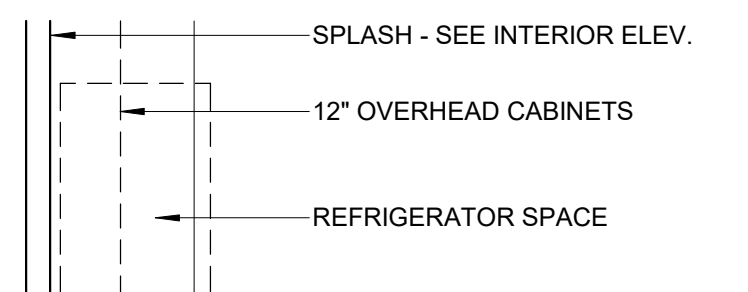 SPLASH - SEE INTERIOR ELEV.
12" OVERHEAD CABINETS
REFRIGERATOR SPACE